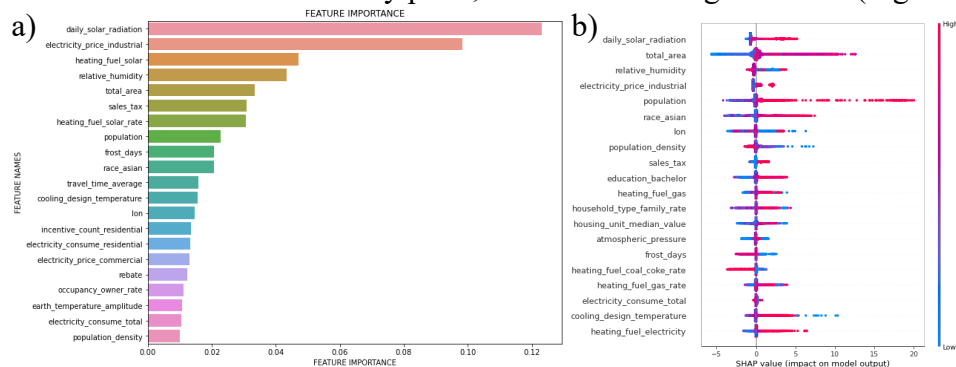 a)
FEATURE IMPORTANCE
daily_solar_radiation
electricity_price_industrial
heating_fuel_solar
relative_humidity
total_area
sales_tax
heating_fuel_solar_rate
population
frost_days
race_asian
travel_time_average
cooling_design_temperature
lon
incentive_count_residential
electricity_consume_residential
electricity_price_commercial
rebate
occupancy_owner_rate
earth_temperature_amplitude
electricity_consume_total
population_density
FEATURE NAMES
0.00 0.02 0.04 0.06 0.08 0.10 0.12
FEATURE IMPORTANCE
b)
High
daily_solar_radiation
total_area
relative_humidity
electricity_price_industrial
population
race_asian
lon
population_density
sales_tax
education_bachelor
heating_fuel_gas
household_type_family_rate
housing_unit_median_value
atmospheric_pressure
frost_days
heating_fuel_coal_coke_rate
heating_fuel_gas_rate
electricity_consume_total
cooling_design_temperature
heating_fuel_electricity
Low
−5 0 5 10 15 20
SHAP value (impact on model output)